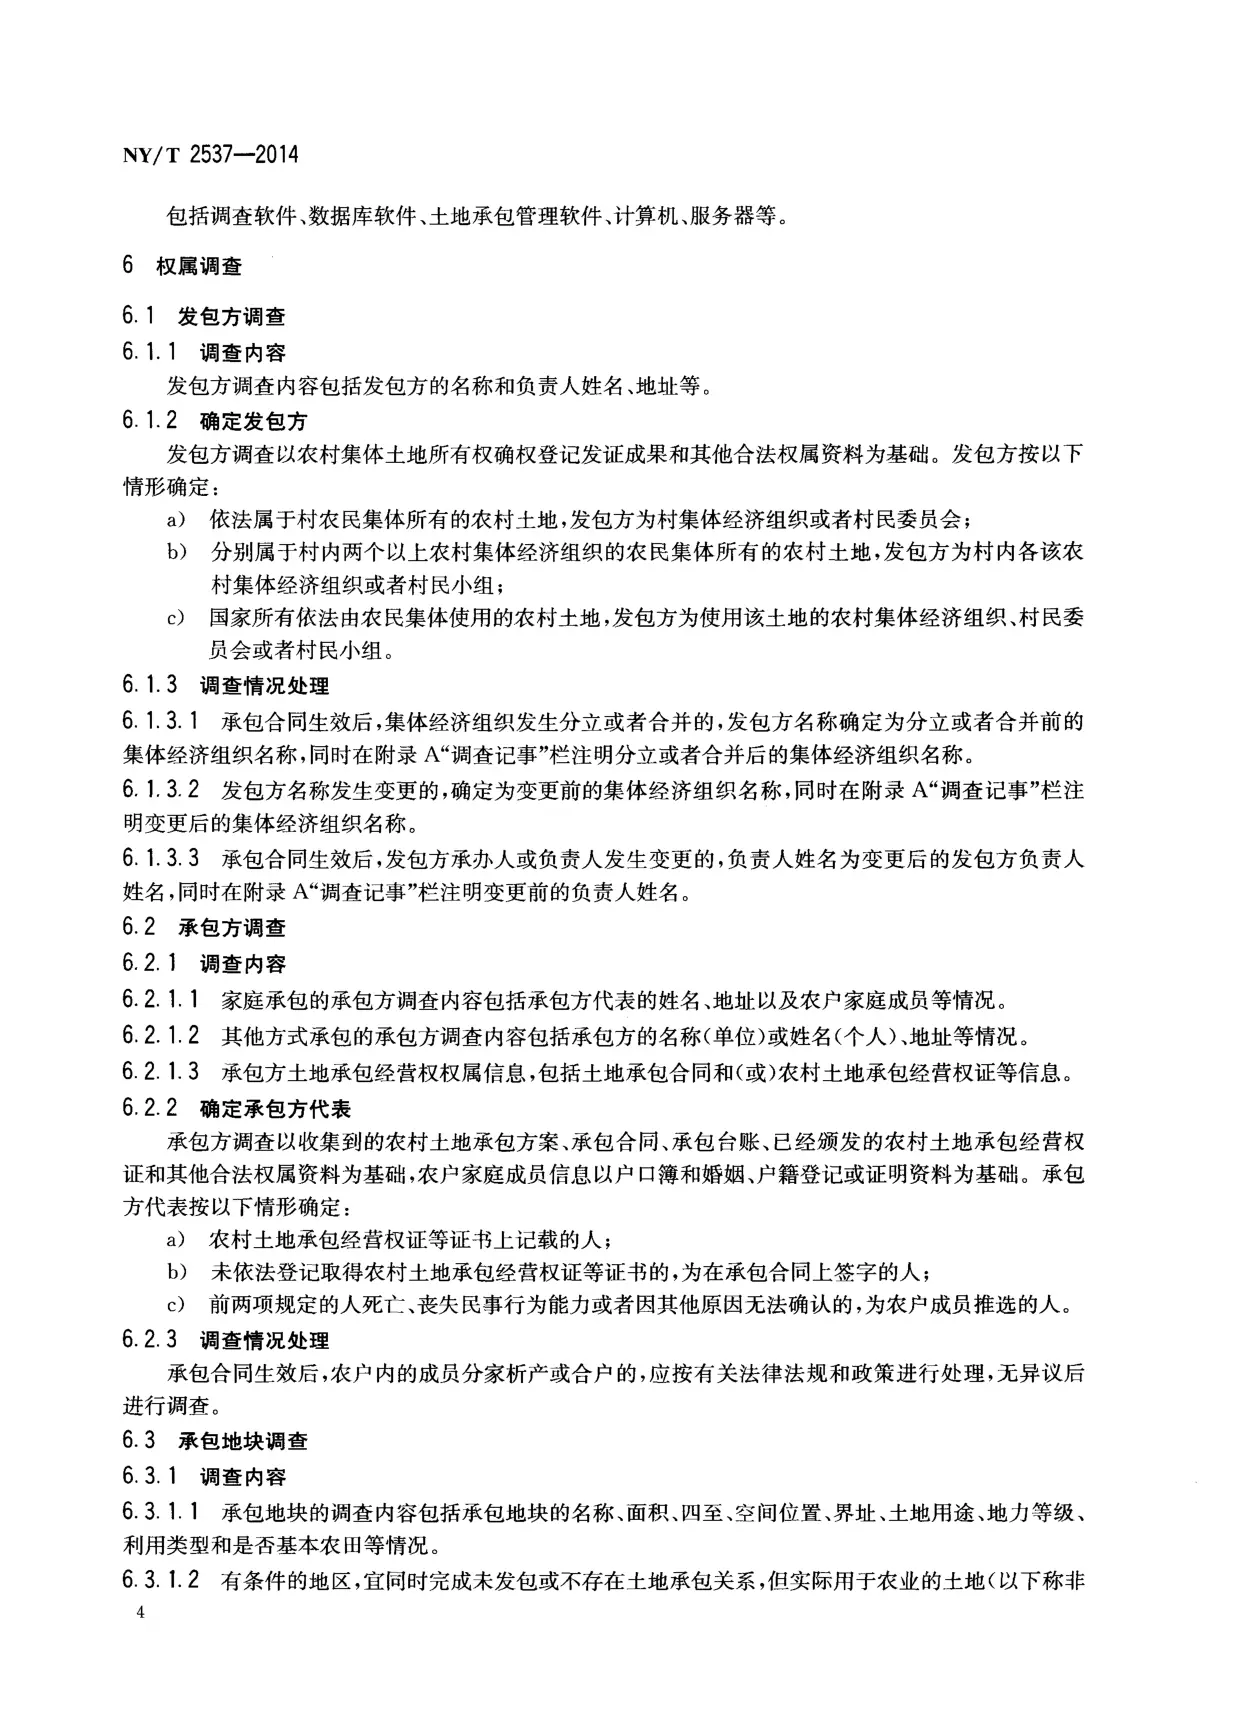 NY/T 2537—2014
包括调查软件、数据库软件、土地承包管理软件、计算机、服务器等。
6 权属调查
6.1 发包方调查
6.1.1 调查内容
发包方调查内容包括发包方的名称和负责人姓名、地址等。
6.1.2 确定发包方
发包方调查以农村集体土地所有权确权登记发证成果和其他合法权属资料为基础。发包方按以下
情形确定：
a) 依法属于村农民集体所有的农村土地，发包方为村集体经济组织或者村民委员会；
b) 分别属于村内两个以上农村集体经济组织的农民集体所有的农村土地，发包方为村内各该农
村集体经济组织或者村民小组；
c) 国家所有依法由农民集体使用的农村土地，发包方为使用该土地的农村集体经济组织、村民委
员会或者村民小组。
6.1.3 调查情况处理
6.1.3.1 承包合同生效后，集体经济组织发生分立或者合并的，发包方名称确定为分立或者合并前的
集体经济组织名称，同时在附录 A“调查记事”栏注明分立或者合并后的集体经济组织名称。
6.1.3.2 发包方名称发生变更的，确定为变更前的集体经济组织名称，同时在附录 A“调查记事”栏注
明变更后的集体经济组织名称。
6.1.3.3 承包合同生效后，发包方承办人或负责人发生变更的，负责人姓名为变更后的发包方负责人
姓名，同时在附录 A“调查记事”栏注明变更前的负责人姓名。
6.2 承包方调查
6.2.1 调查内容
6.2.1.1 家庭承包的承包方调查内容包括承包方代表的姓名、地址以及农户家庭成员等情况。
6.2.1.2 其他方式承包的承包方调查内容包括承包方的名称(单位)或姓名(个人)、地址等情况。
6.2.1.3 承包方土地承包经营权权属信息，包括土地承包合同和(或)农村土地承包经营权证等信息。
6.2.2 确定承包方代表
承包方调查以收集到的农村土地承包方案、承包合同、承包台账、已经颁发的农村土地承包经营权
证和其他合法权属资料为基础，农户家庭成员信息以户口簿和婚姻、户籍登记或证明资料为基础。承包
方代表按以下情形确定：
a) 农村土地承包经营权证等证书上记载的人；
b) 未依法登记取得农村土地承包经营权证等证书的，为在承包合同上签字的人；
c) 前两项规定的人死亡、丧失民事行为能力或者因其他原因无法确认的，为农户成员推选的人。
6.2.3 调查情况处理
承包合同生效后，农户内的成员分家析产或合户的，应按有关法律法规和政策进行处理，无异议后
进行调查。
6.3 承包地块调查
6.3.1 调查内容
6.3.1.1 承包地块的调查内容包括承包地块的名称、面积、四至、空间位置、界址、土地用途、地力等级、
利用类型和是否基本农田等情况。
6.3.1.2 有条件的地区，宜同时完成未发包或不存在土地承包关系，但实际用于农业的土地(以下称非
4